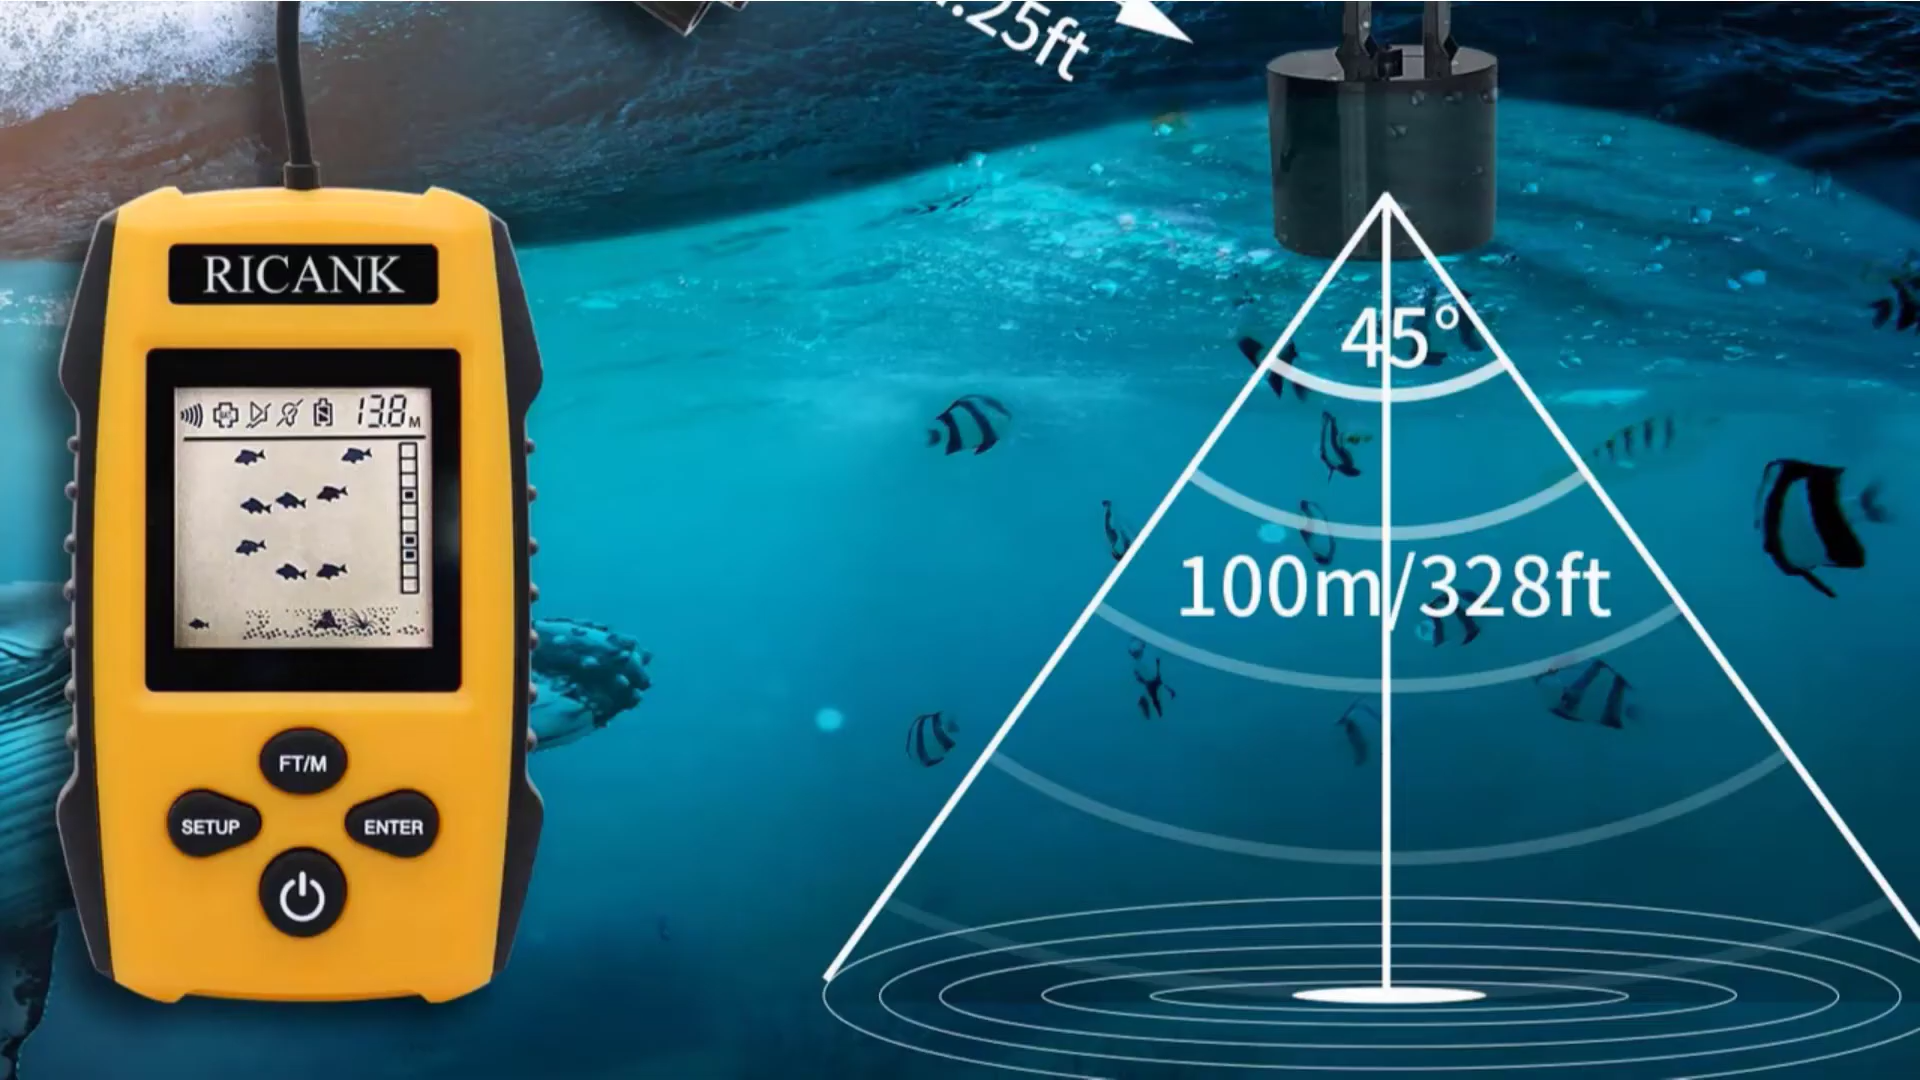 .25ft
RICANK
13.8M
45°
100m/328ft
FT/M
SETUP
ENTER